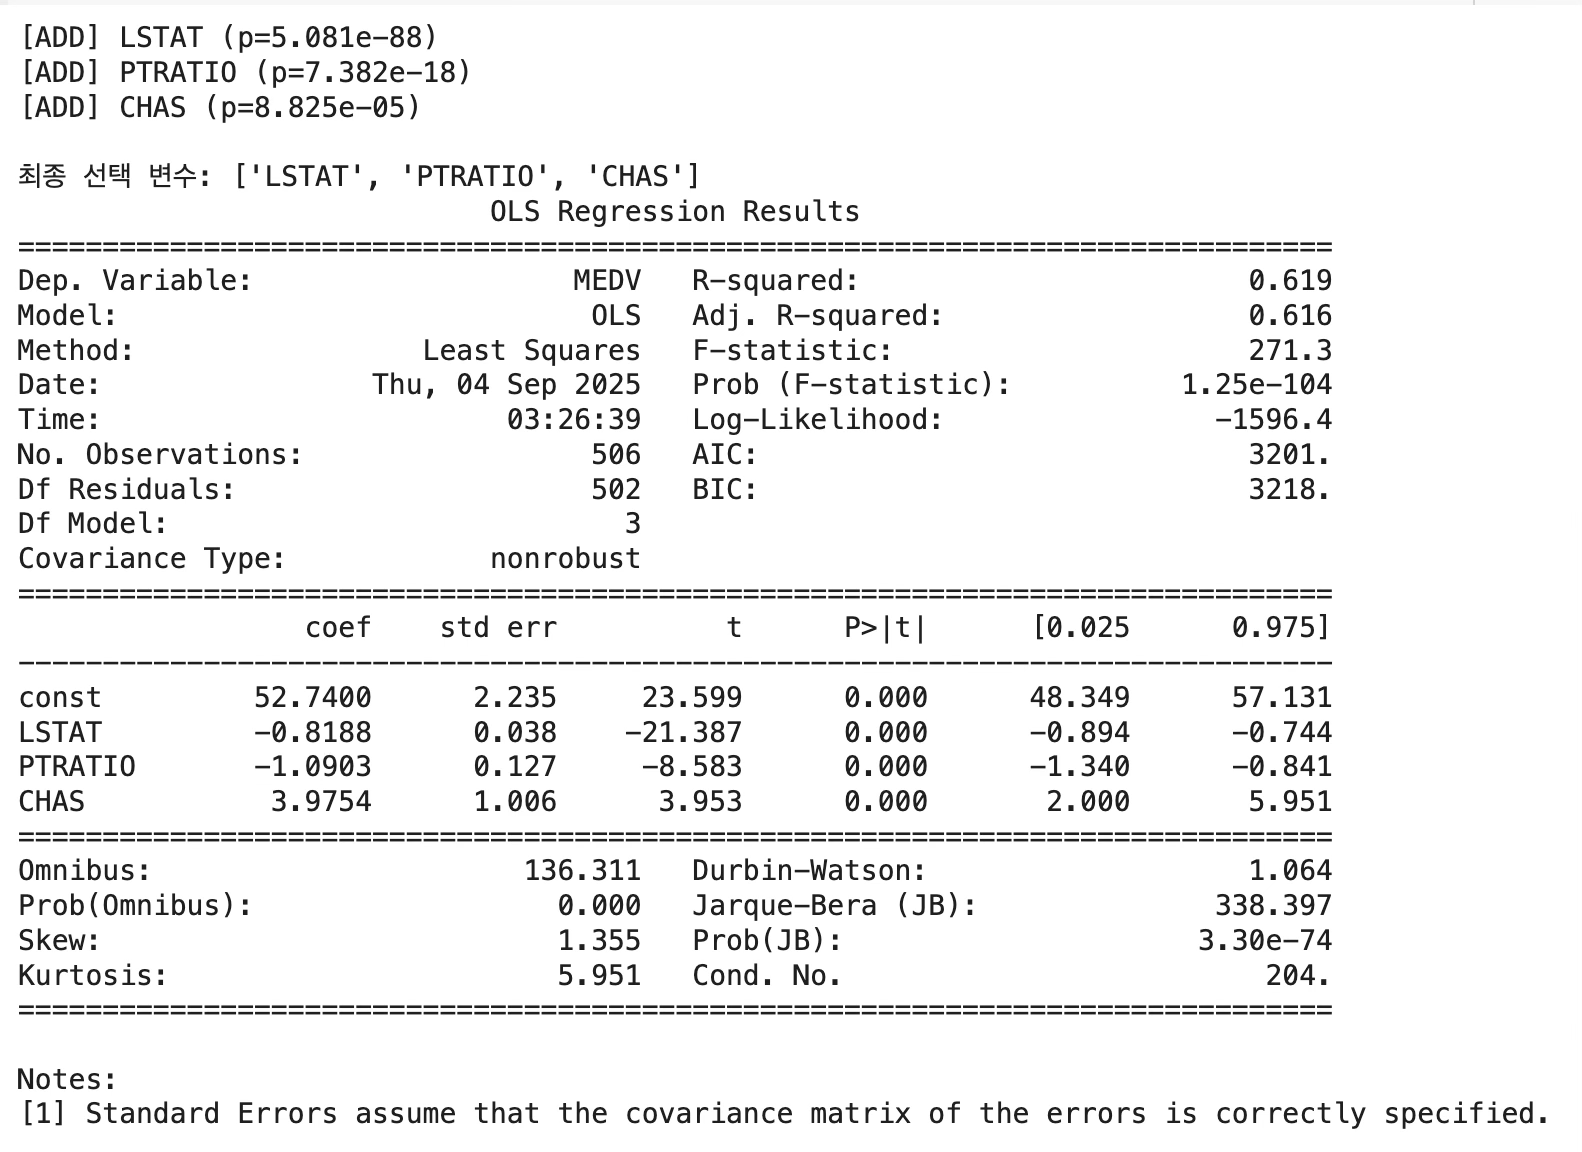 [ADD] LSTAT (p=5.081e-88)
[ADD] PTRATIO (p=7.382e-18)
[ADD] CHAS (p=8.825e-05)

최종 선택 변수: ['LSTAT', 'PTRATIO', 'CHAS']
                            OLS Regression Results
==============================================================================
Dep. Variable:                   MEDV   R-squared:                       0.619
Model:                            OLS   Adj. R-squared:                  0.616
Method:                 Least Squares   F-statistic:                     271.3
Date:                Thu, 04 Sep 2025   Prob (F-statistic):          1.25e-104
Time:                        03:26:39   Log-Likelihood:                -1596.4
No. Observations:                 506   AIC:                             3201.
Df Residuals:                     502   BIC:                             3218.
Df Model:                           3
Covariance Type:            nonrobust
==============================================================================
                 coef    std err          t      P>|t|      [0.025      0.975]
------------------------------------------------------------------------------
const         52.7400      2.235     23.599      0.000      48.349      57.131
LSTAT         -0.8188      0.038    -21.387      0.000      -0.894      -0.744
PTRATIO       -1.0903      0.127     -8.583      0.000      -1.340      -0.841
CHAS           3.9754      1.006      3.953      0.000       2.000       5.951
==============================================================================
Omnibus:                      136.311   Durbin-Watson:                   1.064
Prob(Omnibus):                  0.000   Jarque-Bera (JB):              338.397
Skew:                           1.355   Prob(JB):                     3.30e-74
Kurtosis:                       5.951   Cond. No.                         204.
==============================================================================

Notes:
[1] Standard Errors assume that the covariance matrix of the errors is correctly specified.